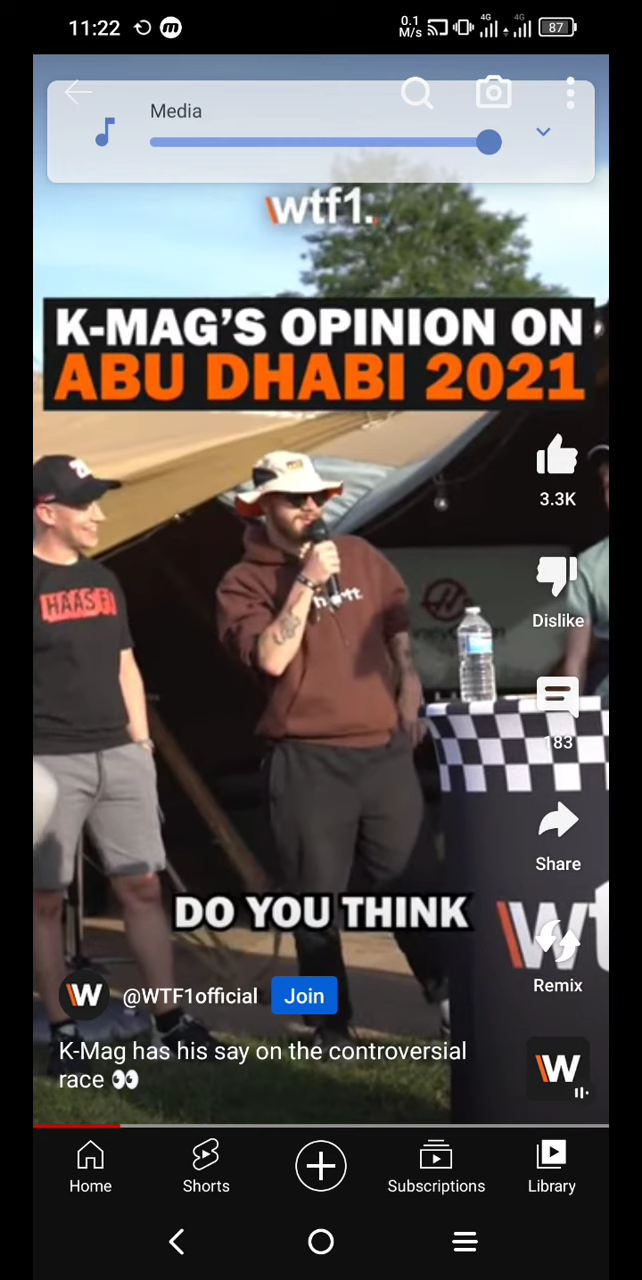 11:22
0.1
M/s
4G
4G
87
Media
wtf1.
K-MAG'S OPINION ON
ABU DHABI 2021
3.3K
HAAS F1
Dislike
183
Share
DO YOU THINK
Remix
W @WTF1official Join
K-Mag has his say on the controversial
race 👀
W
Home Shorts Subscriptions Library